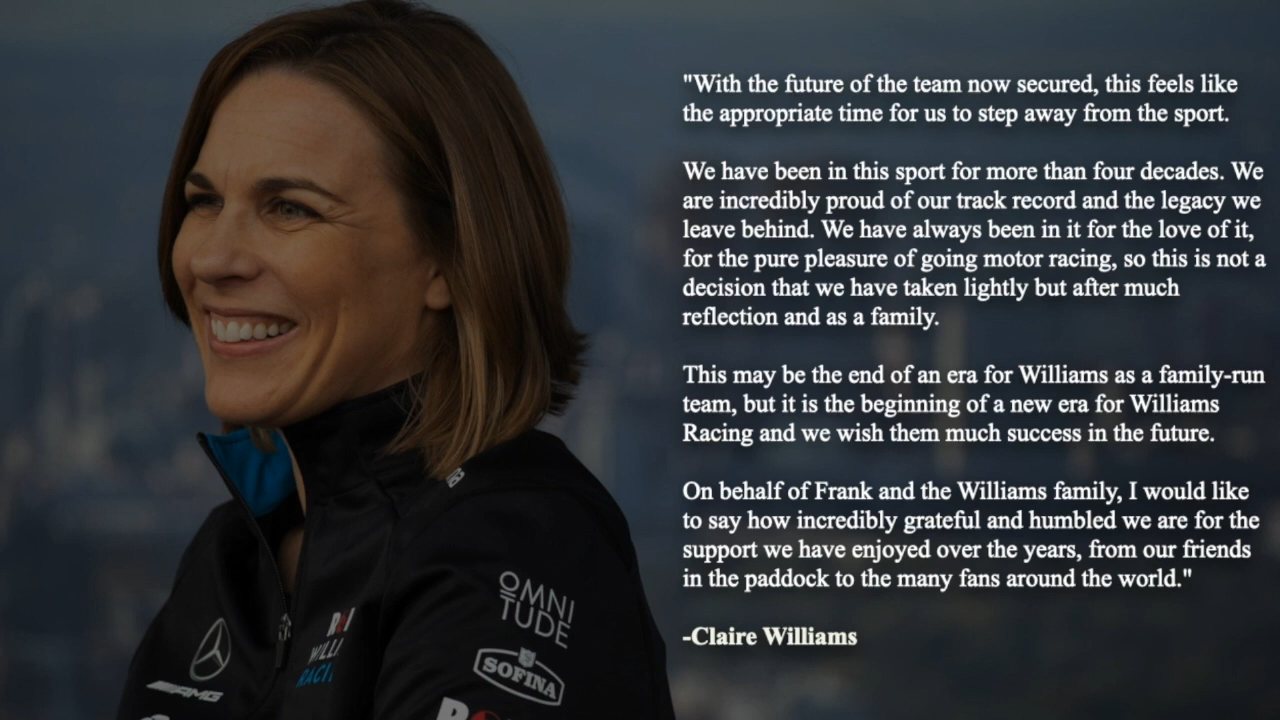 "With the future of the team now secured, this feels like
the appropriate time for us to step away from the sport.
We have been in this sport for more than four decades. We
are incredibly proud of our track record and the legacy we
leave behind. We have always been in it for the love of it,
for the pure pleasure of going motor racing, so this is not a
decision that we have taken lightly but after much
reflection and as a family.
This may be the end of an era for Williams as a family-run
team, but it is the beginning of a new era for Williams
Racing and we wish them much success in the future.
On behalf of Frank and the Williams family, I would like
to say how incredibly grateful and humbled we are for the
support we have enjoyed over the years, from our friends
in the paddock to the many fans around the world."
-Claire Williams
OMNI
TUDE
SOFINA
AMG